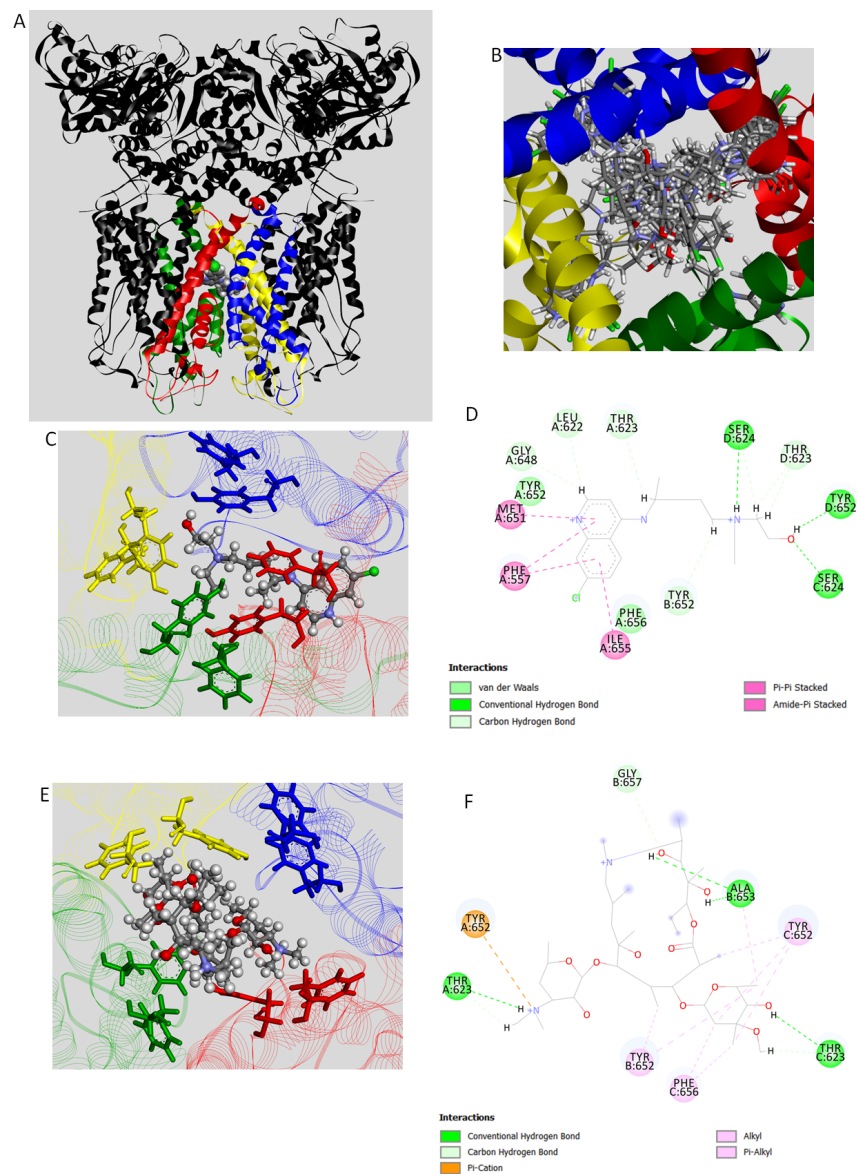 A
B
C
D
LEU
A:622
THR
A:623
SER
D:624
THR
D:623
GLY
A:648
TYR
A:652
MET
A:651
TYR
D:652
PHE
A:557
SER
C:624
TYR
B:652
PHE
A:656
ILE
A:655
H
+N
N
H
H
N
+
H
H
H
O
H
Cl
Interactions
van der Waals
Conventional Hydrogen Bond
Carbon Hydrogen Bond
Pi-Pi Stacked
Amide-Pi Stacked
E
F
GLY
B:657
ALA
B:653
TYR
A:652
TYR
C:652
THR
A:623
TYR
B:652
PHE
C:656
THR
C:623
+N
H
O
O
H
O
O
O
O
O
O
H
+N
O
O
O
O
H
O
H
Interactions
Conventional Hydrogen Bond
Carbon Hydrogen Bond
Pi-Cation
Alkyl
Pi-Alkyl